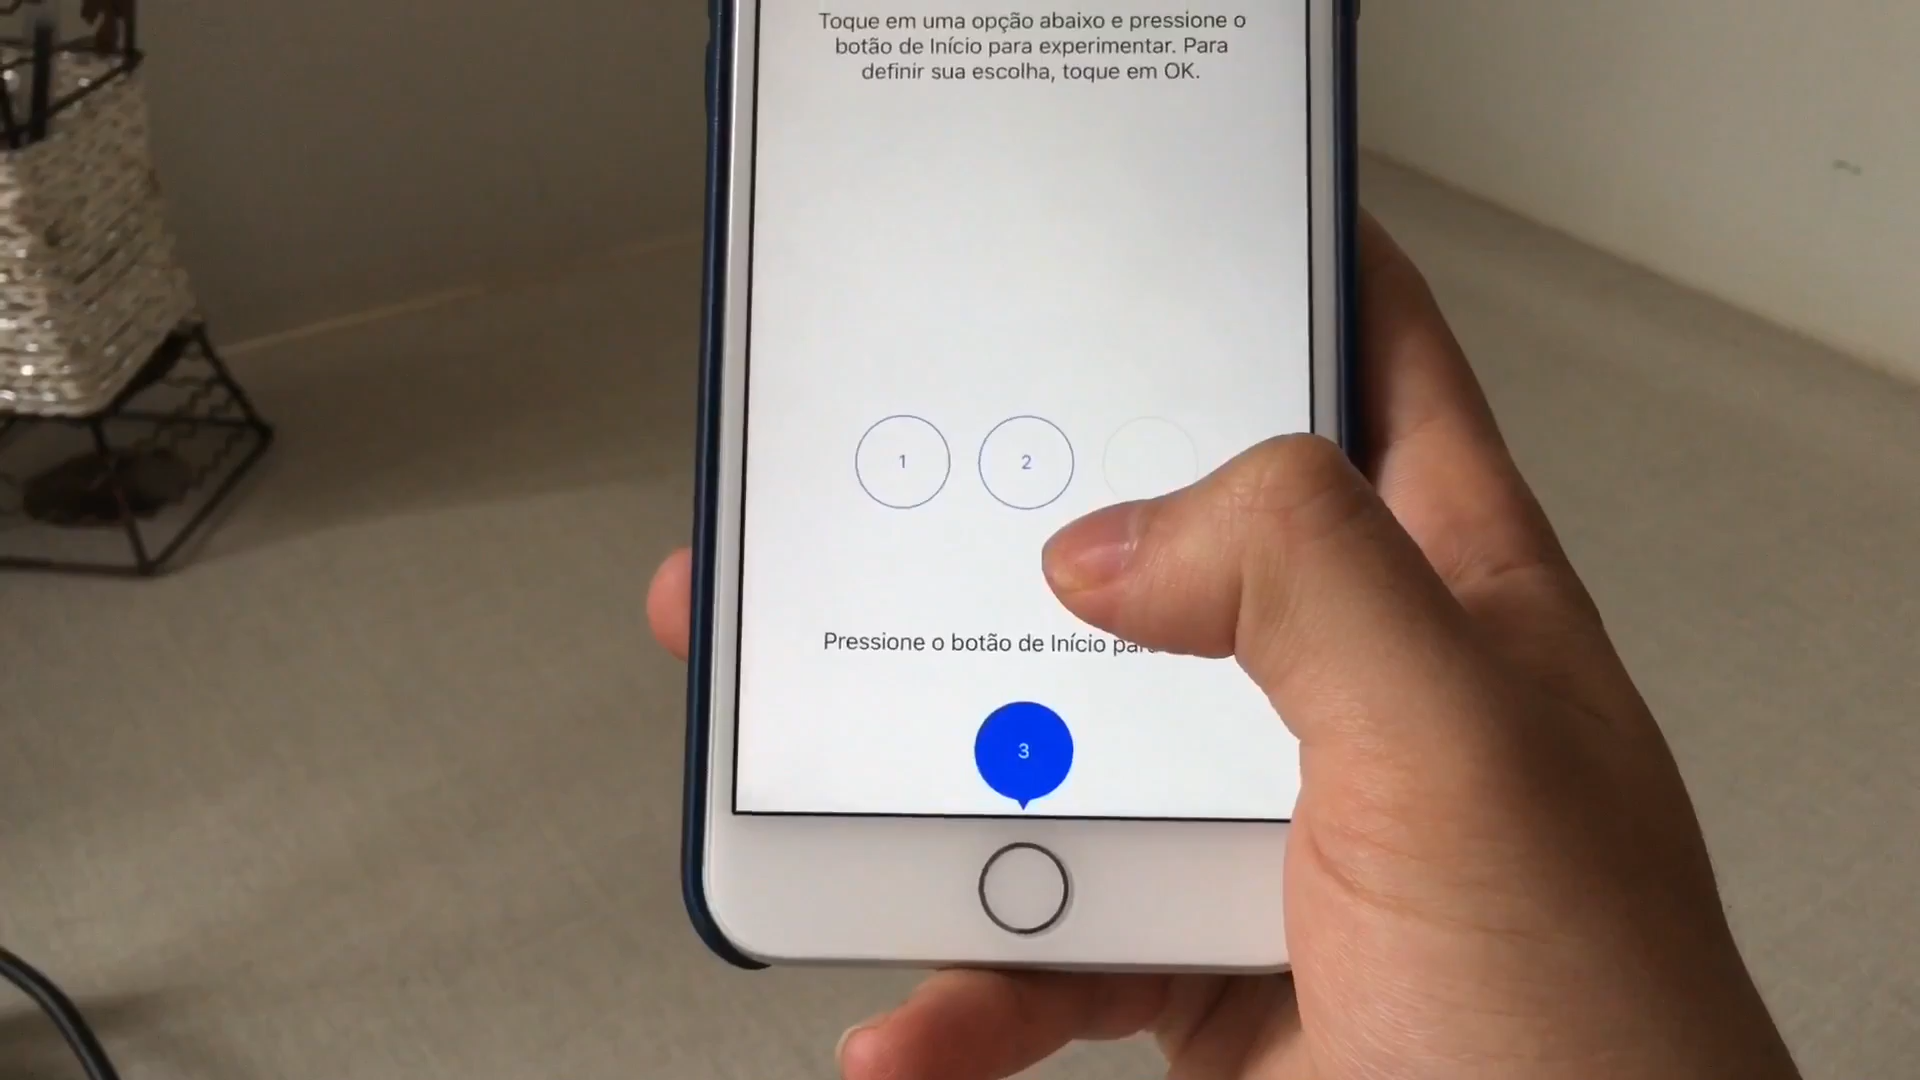 Toque em uma opção abaixo e pressione o
botão de Início para experimentar. Para
definir sua escolha, toque em OK.
1
2
Pressione o botão de Início
3